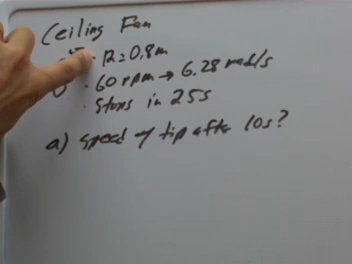 Ceiling Fan
· R = 0.8m
· 60 rpm → 6.28 rad/s
· stops in 25s
a) speed of tip after 10s?